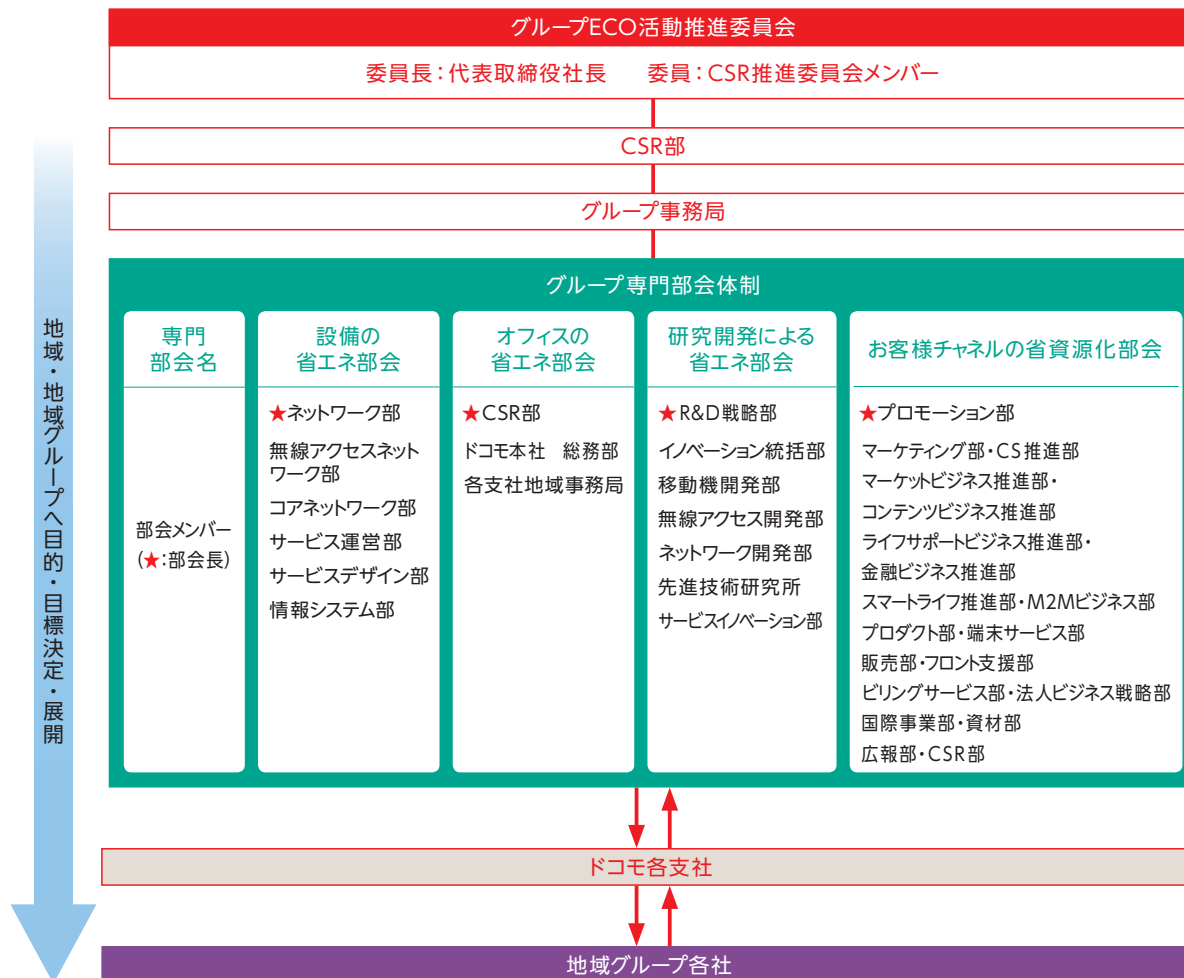 グループECO活動推進委員会
委員長：代表取締役社長　委員：CSR推進委員会メンバー
CSR部
グループ事務局
グループ専門部会体制
専門
部会名
部会メンバー
(★:部会長)
設備の
省エネ部会
★ネットワーク部
無線アクセスネット
ワーク部
コアネットワーク部
サービス運営部
サービスデザイン部
情報システム部
オフィスの
省エネ部会
★CSR部
ドコモ本社　総務部
各支社地域事務局
研究開発による
省エネ部会
★R&D戦略部
イノベーション統括部
移動機開発部
無線アクセス開発部
ネットワーク開発部
先進技術研究所
サービスイノベーション部
お客様チャネルの省資源化部会
★プロモーション部
マーケティング部・CS推進部
マーケットビジネス推進部・
コンテンツビジネス推進部
ライフサポートビジネス推進部・
金融ビジネス推進部
スマートライフ推進部・M2Mビジネス部
プロダクト部・端末サービス部
販売部・フロント支援部
ビリングサービス部・法人ビジネス戦略部
国際事業部・資材部
広報部・CSR部
ドコモ各支社
地域グループ各社
地域・地域グループへ目的・目標決定・展開